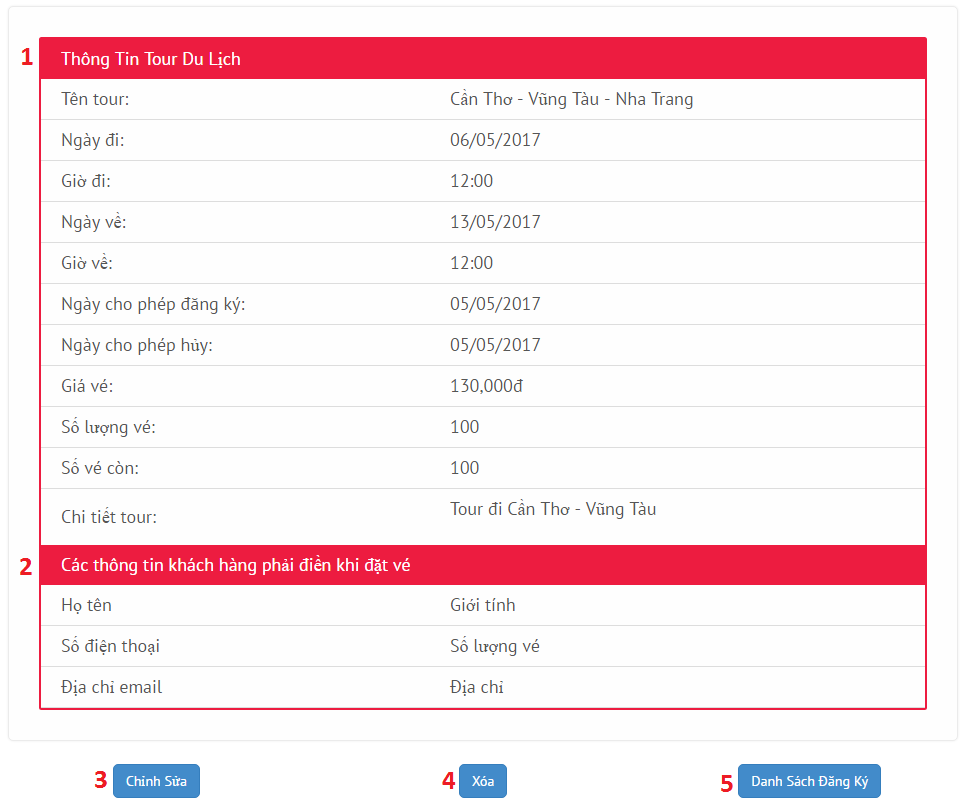 1 Thông Tin Tour Du Lịch
Tên tour: Cần Thơ - Vũng Tàu - Nha Trang
Ngày đi: 06/05/2017
Giờ đi: 12:00
Ngày về: 13/05/2017
Giờ về: 12:00
Ngày cho phép đăng ký: 05/05/2017
Ngày cho phép hủy: 05/05/2017
Giá vé: 130,000đ
Số lượng vé: 100
Số vé còn: 100
Chi tiết tour: Tour đi Cần Thơ - Vũng Tàu
2 Các thông tin khách hàng phải điền khi đặt vé
Họ tên Giới tính
Số điện thoại Số lượng vé
Địa chỉ email Địa chỉ
3 Chỉnh Sửa 4 Xóa 5 Danh Sách Đăng Ký